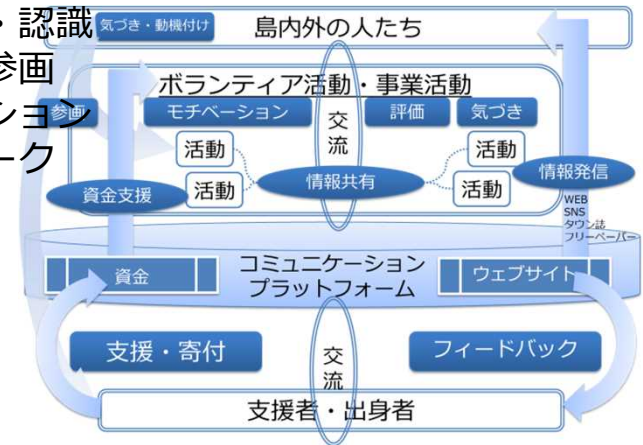 ・認識
気づき・動機付け
島内外の人たち
参画
ション
ーク
ボランティア活動・事業活動
参画
モチベーション
交流
評価
気づき
活動
活動
活動
活動
情報共有
資金支援
情報発信
WEB
SNS
タウン誌
フリーペーパー
資金
コミュニケーション
プラットフォーム
ウェブサイト
支援・寄付
交流
フィードバック
支援者・出身者